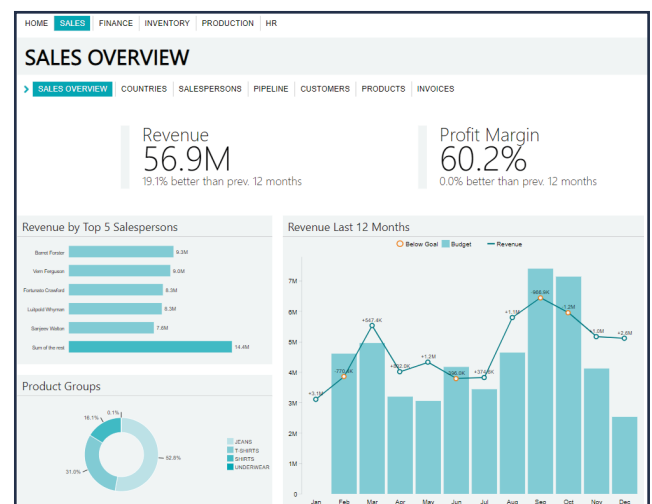 HOME SALES FINANCE INVENTORY PRODUCTION HR
SALES OVERVIEW
SALES OVERVIEW COUNTRIES SALESPERSONS PIPELINE CUSTOMERS PRODUCTS INVOICES
Revenue
56.9M
19.1% better than prev. 12 months
Profit Margin
60.2%
0.0% better than prev. 12 months
Revenue by Top 5 Salespersons
Bernd Forster 9.3M
Vern Ferguson 9.0M
Fortunato Crawford 8.3M
Luitpold Whyman 8.3M
Sanjeev Walton 7.6M
Sum of the rest 14.4M
Product Groups
16.1% 0.1%
52.8%
31.0%
JEANS
T-SHIRTS
SHIRTS
UNDERWEAR
Revenue Last 12 Months
Below Goal Budget Revenue
7M
6M
5M
4M
3M
2M
1M
0
+547.4K
+1.2M
+1.1M
-1.2M
+1.0M
+2.6M
Jan Feb Mar Apr May Jun Jul Aug Sep Oct Nov Dec